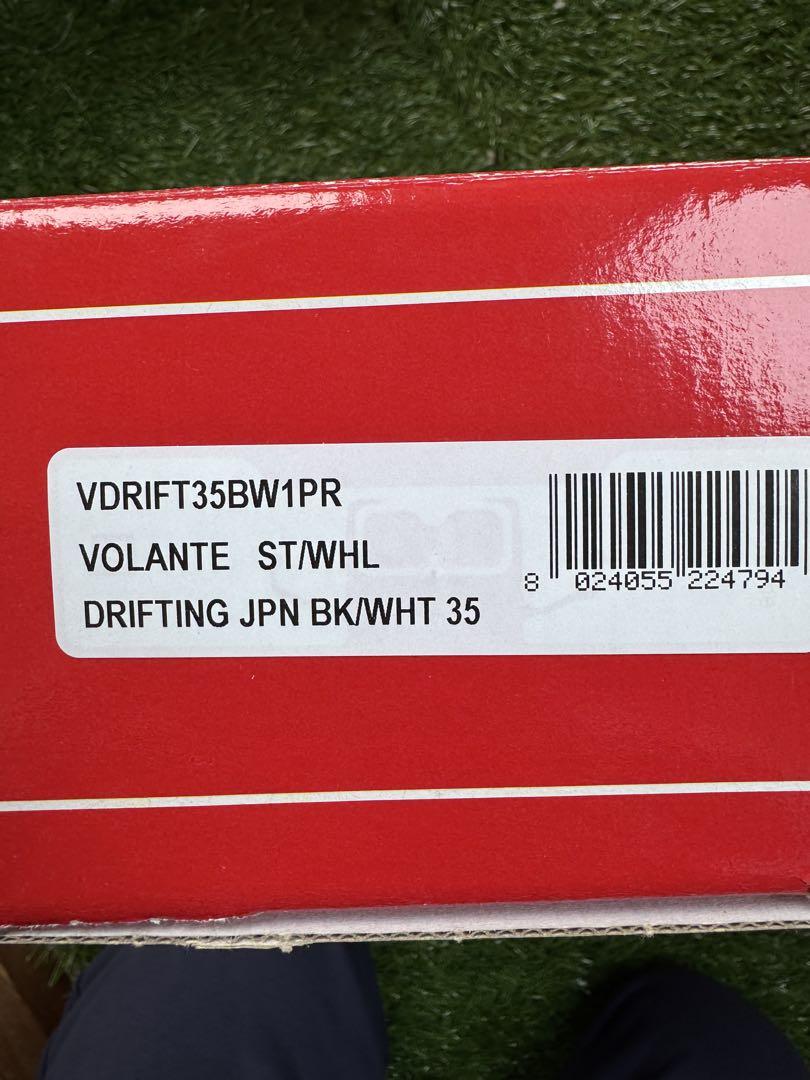 VDRIFT35BW1PR
VOLANTE ST/WHL
DRIFTING JPN BK/WHT 35
8 024055 224794